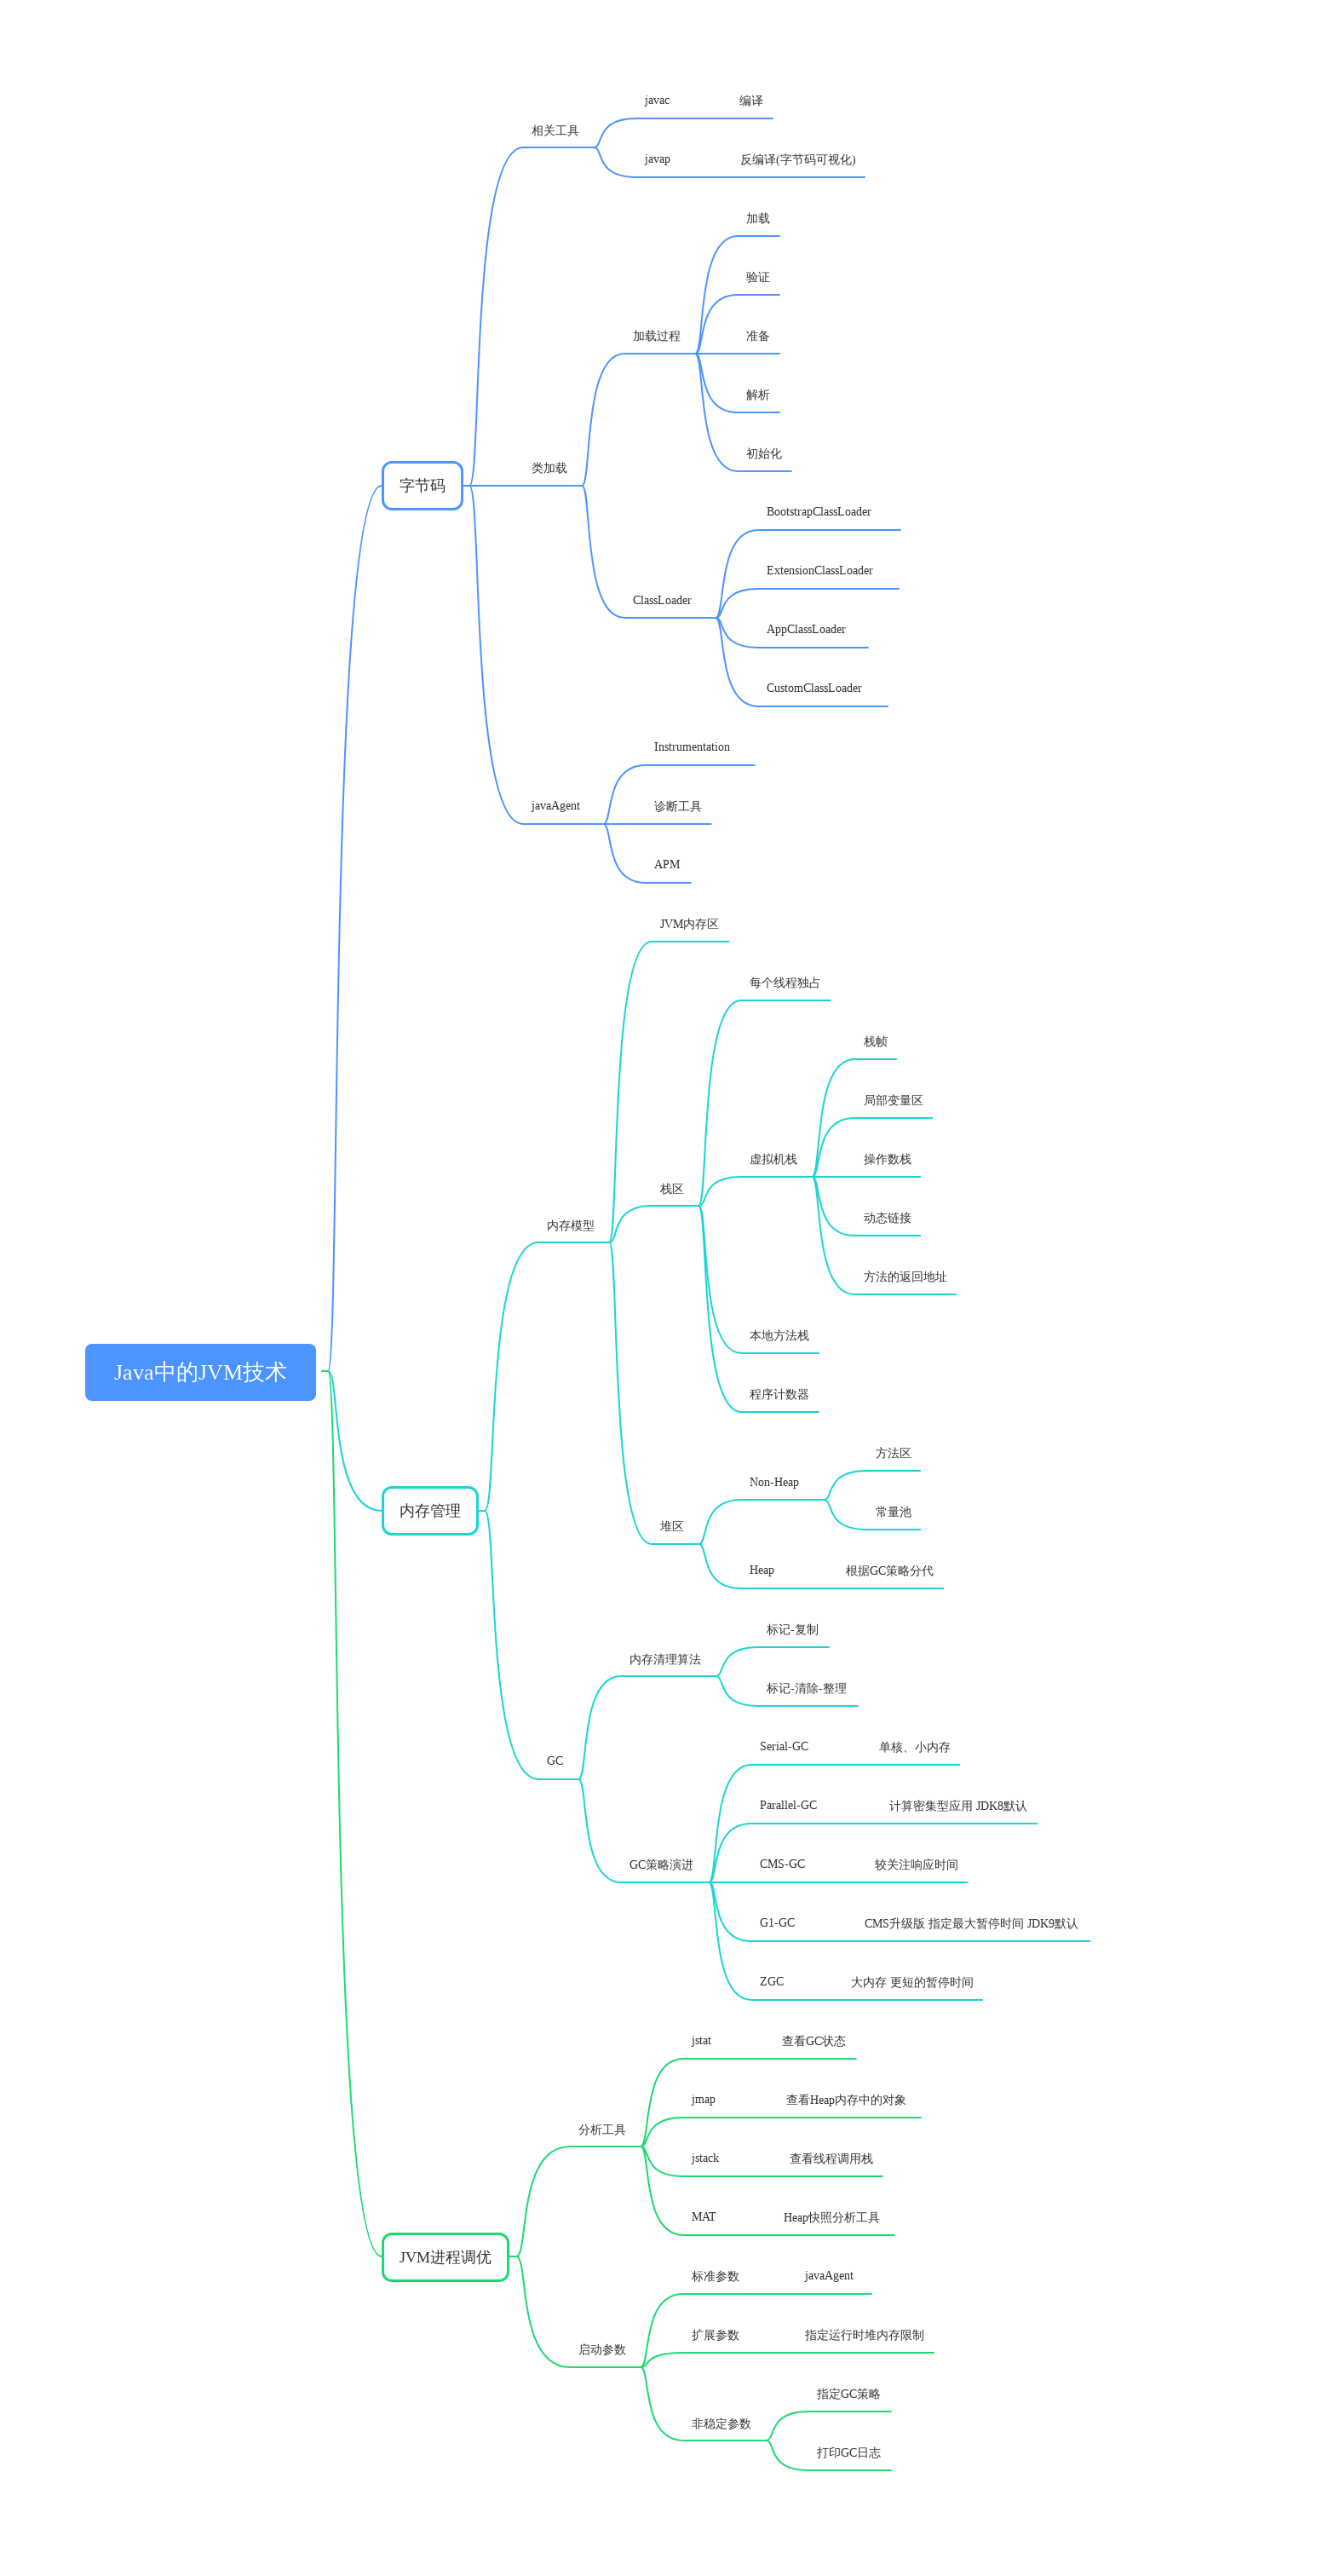 javac 编译
相关工具
javap 反编译(字节码可视化)
加载
验证
加载过程 准备
解析
初始化
类加载
字节码
BootstrapClassLoader
ExtensionClassLoader
ClassLoader
AppClassLoader
CustomClassLoader
Instrumentation
javaAgent 诊断工具
APM
JVM内存区
每个线程独占
栈帧
局部变量区
虚拟机栈 操作数栈
栈区
内存模型 动态链接
方法的返回地址
本地方法栈
Java中的JVM技术
程序计数器
方法区
Non-Heap
内存管理 常量池
堆区
Heap 根据GC策略分代
标记-复制
内存清理算法
标记-清除-整理
Serial-GC 单核、小内存
GC
Parallel-GC 计算密集型应用 JDK8默认
GC策略演进 CMS-GC 较关注响应时间
G1-GC CMS升级版 指定最大暂停时间 JDK9默认
ZGC 大内存 更短的暂停时间
jstat 查看GC状态
jmap 查看Heap内存中的对象
分析工具
jstack 查看线程调用栈
MAT Heap快照分析工具
JVM进程调优
标准参数 javaAgent
扩展参数 指定运行时堆内存限制
启动参数
指定GC策略
非稳定参数
打印GC日志